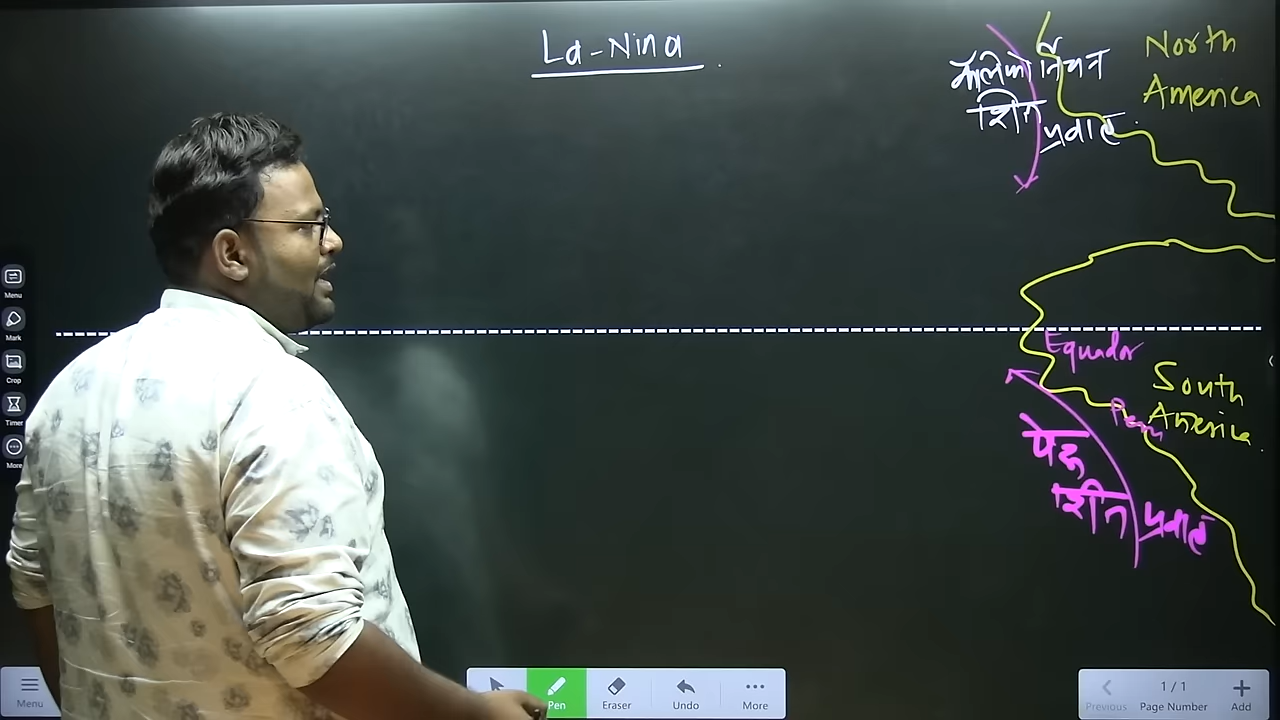 La-Nina
कॅलिफोर्नियन
शित प्रवाह
North
America
Equador
South
America
Peru
पेरू
शीत प्रवाह
Menu
Mark
Crop
Timer
More
Menu
Pen
Eraser
Undo
More
Previous
1 / 1
Page Number
Add